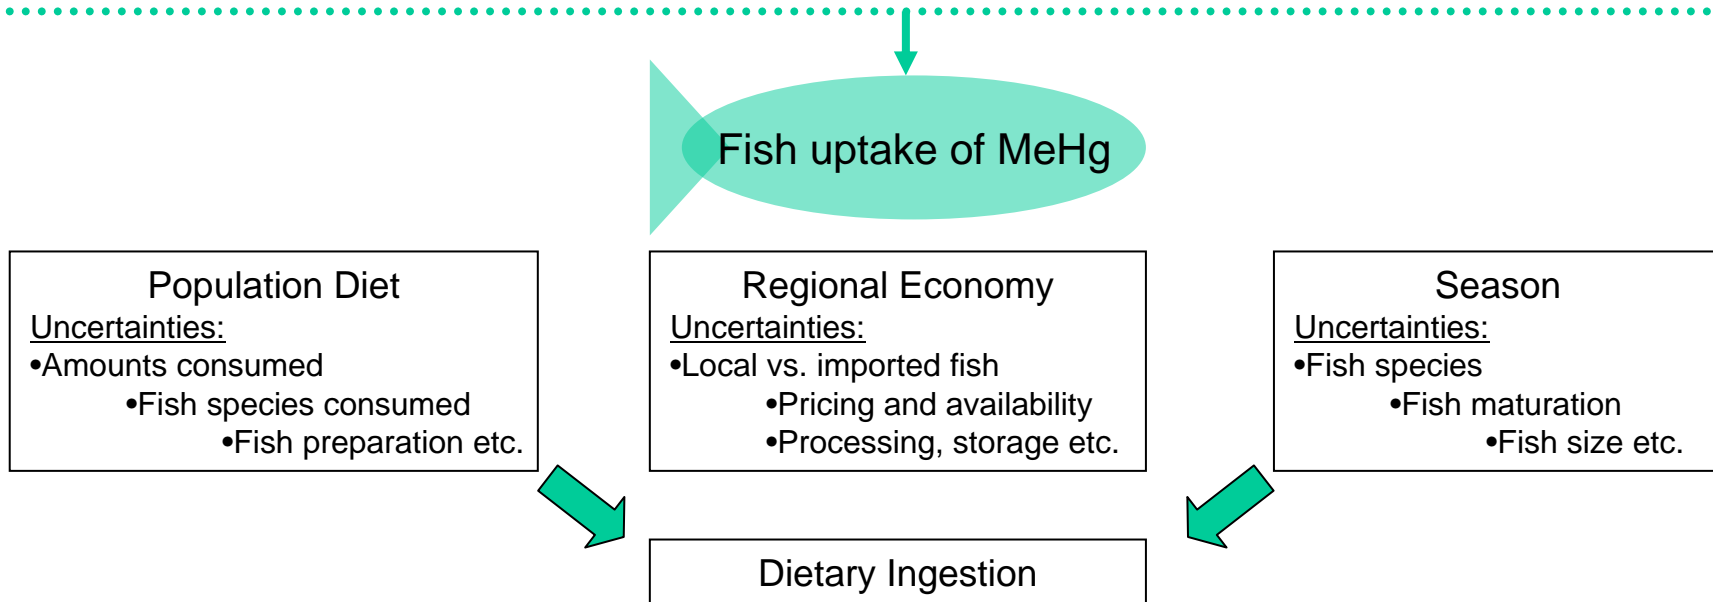 Fish uptake of MeHg
Population Diet
Uncertainties:
•Amounts consumed
•Fish species consumed
•Fish preparation etc.
Regional Economy
Uncertainties:
•Local vs. imported fish
•Pricing and availability
•Processing, storage etc.
Season
Uncertainties:
•Fish species
•Fish maturation
•Fish size etc.
Dietary Ingestion